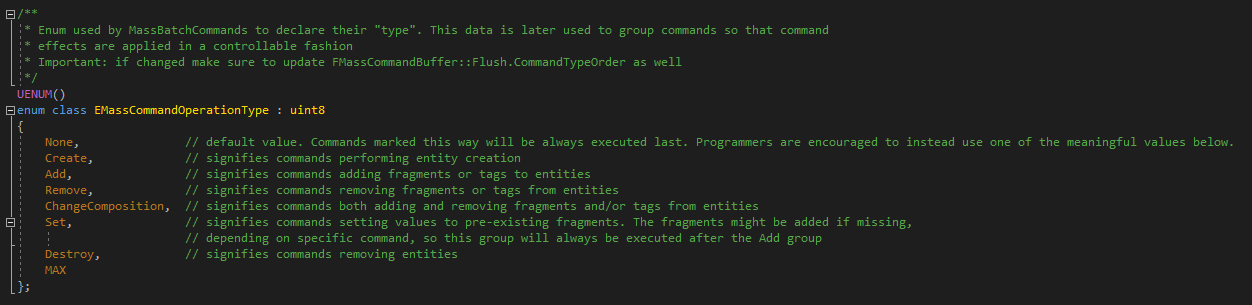 /**
 * Enum used by MassBatchCommands to declare their "type". This data is later used to group commands so that command
 * effects are applied in a controllable fashion
 * Important: if changed make sure to update FMassCommandBuffer::Flush.CommandTypeOrder as well
 */
UENUM()
enum class EMassCommandOperationType : uint8
{
    None,                // default value. Commands marked this way will be always executed last. Programmers are encouraged to instead use one of the meaningful values below.
    Create,             // signifies commands performing entity creation
    Add,                // signifies commands adding fragments or tags to entities
    Remove,             // signifies commands removing fragments or tags from entities
    ChangeComposition,  // signifies commands both adding and removing fragments and/or tags from entities
    Set,                // signifies commands setting values to pre-existing fragments. The fragments might be added if missing,
                        // depending on specific command, so this group will always be executed after the Add group
    Destroy,            // signifies commands removing entities
    MAX
};